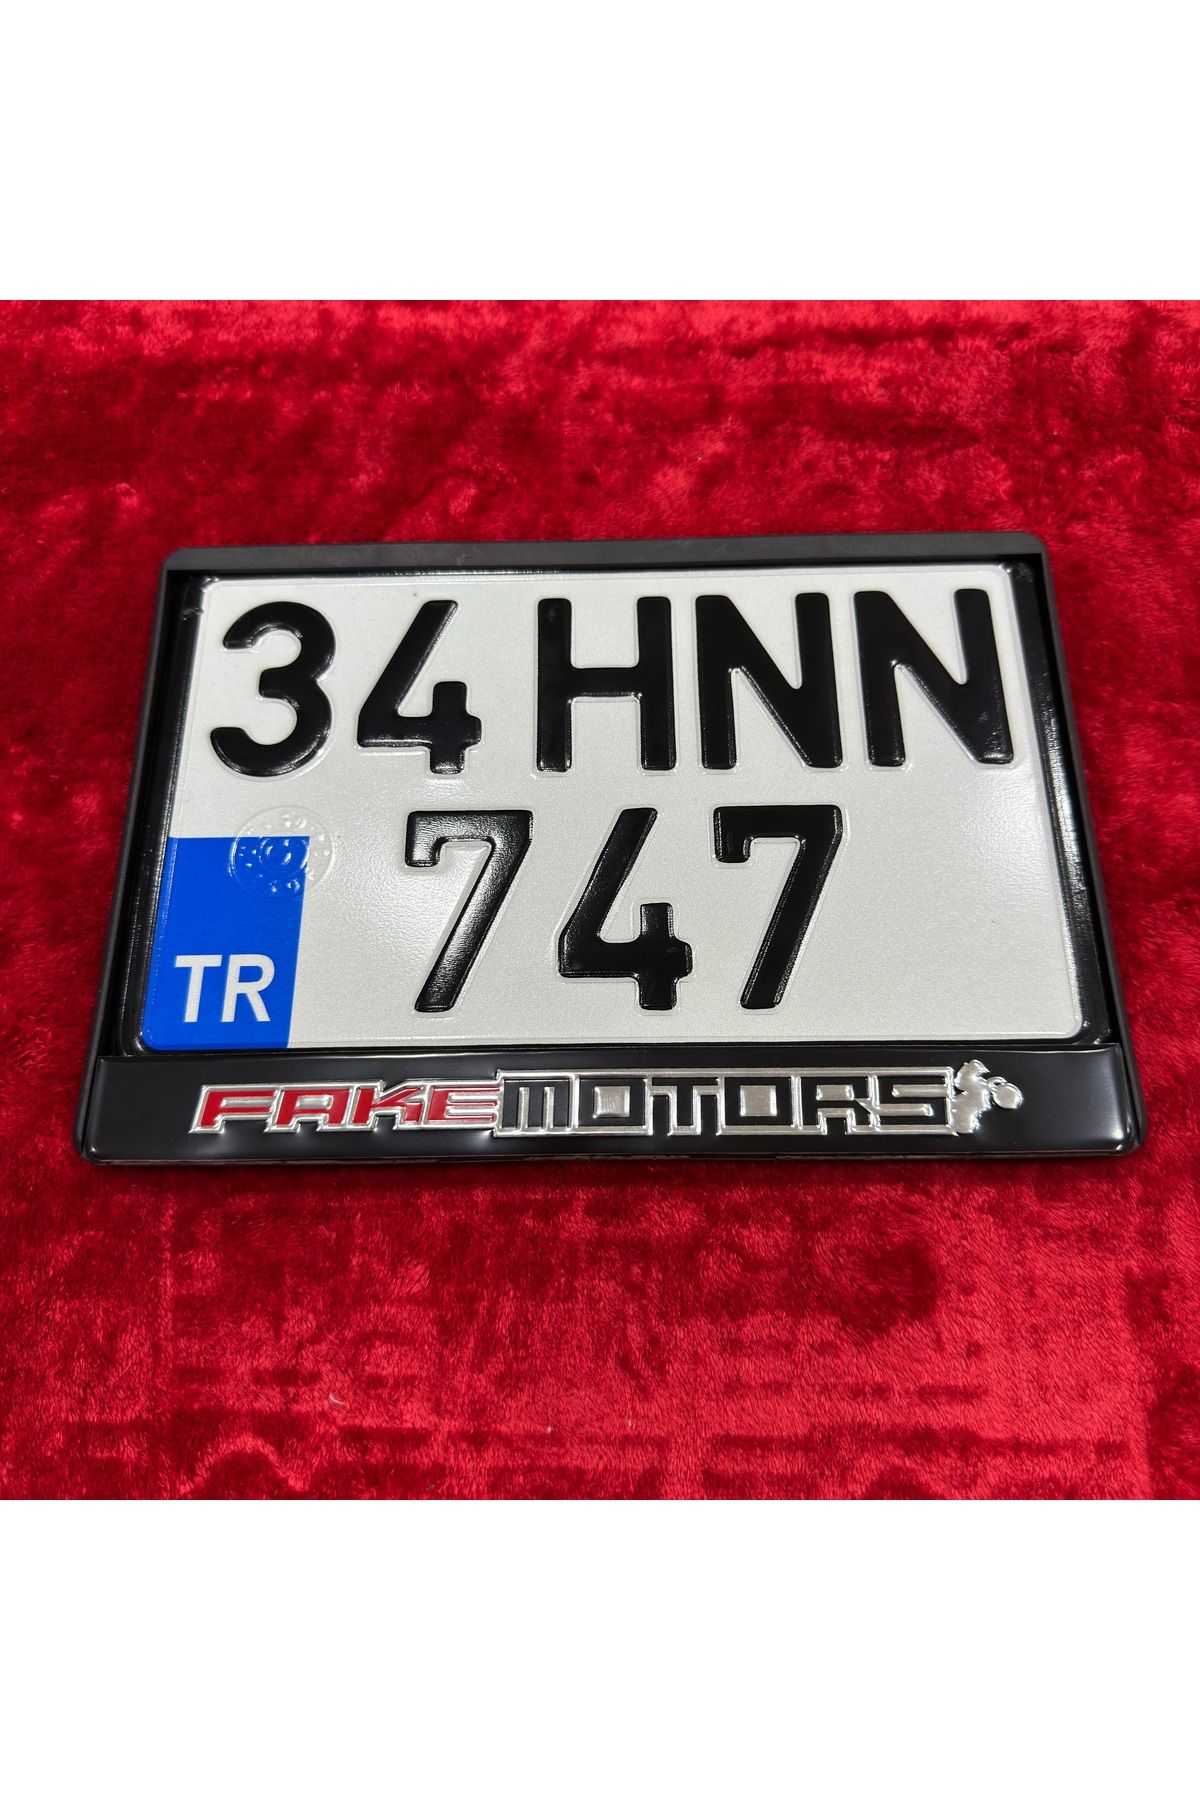 34 HNN
747
TR
FAKEMOTORS